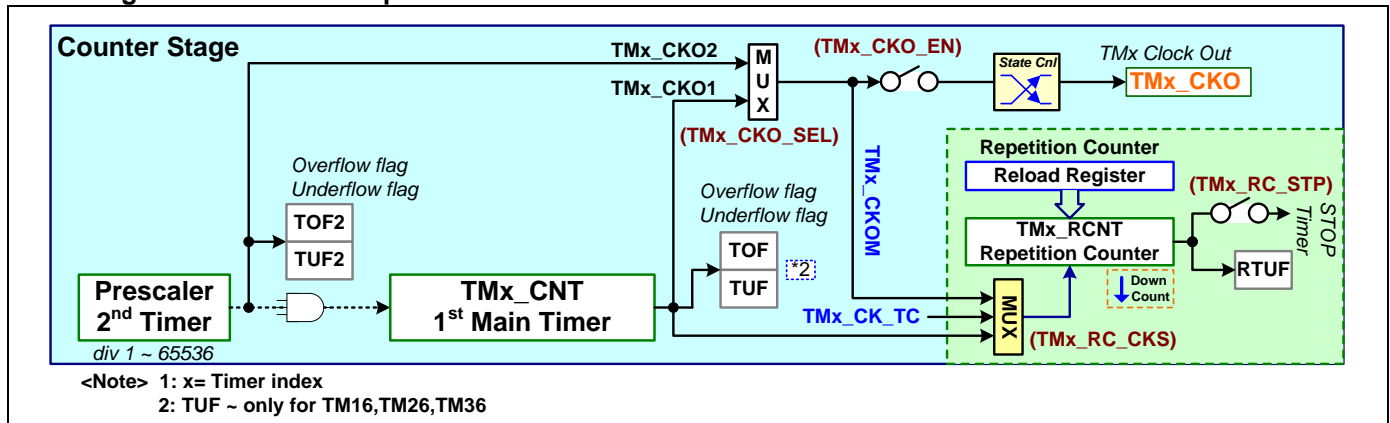 Counter Stage
TMx_CKO2
TMx_CKO1
M
U
X
(TMx_CKO_SEL)
(TMx_CKO_EN)
State Cnl
TMx Clock Out
TMx_CKO
TMx_CKOM
Overflow flag
Underflow flag
TOF2
TUF2
Overflow flag
Underflow flag
TOF
TUF
*2
Repetition Counter
Reload Register
TMx_RCNT
Repetition Counter
(TMx_RC_STP)
STOP
Timer
RTUF
Down
Count
Prescaler
2nd Timer
div 1 ~ 65536
TMx_CNT
1st Main Timer
TMx_CK_TC
MUX
(TMx_RC_CKS)
<Note> 1: x= Timer index
2: TUF ~ only for TM16,TM26,TM36